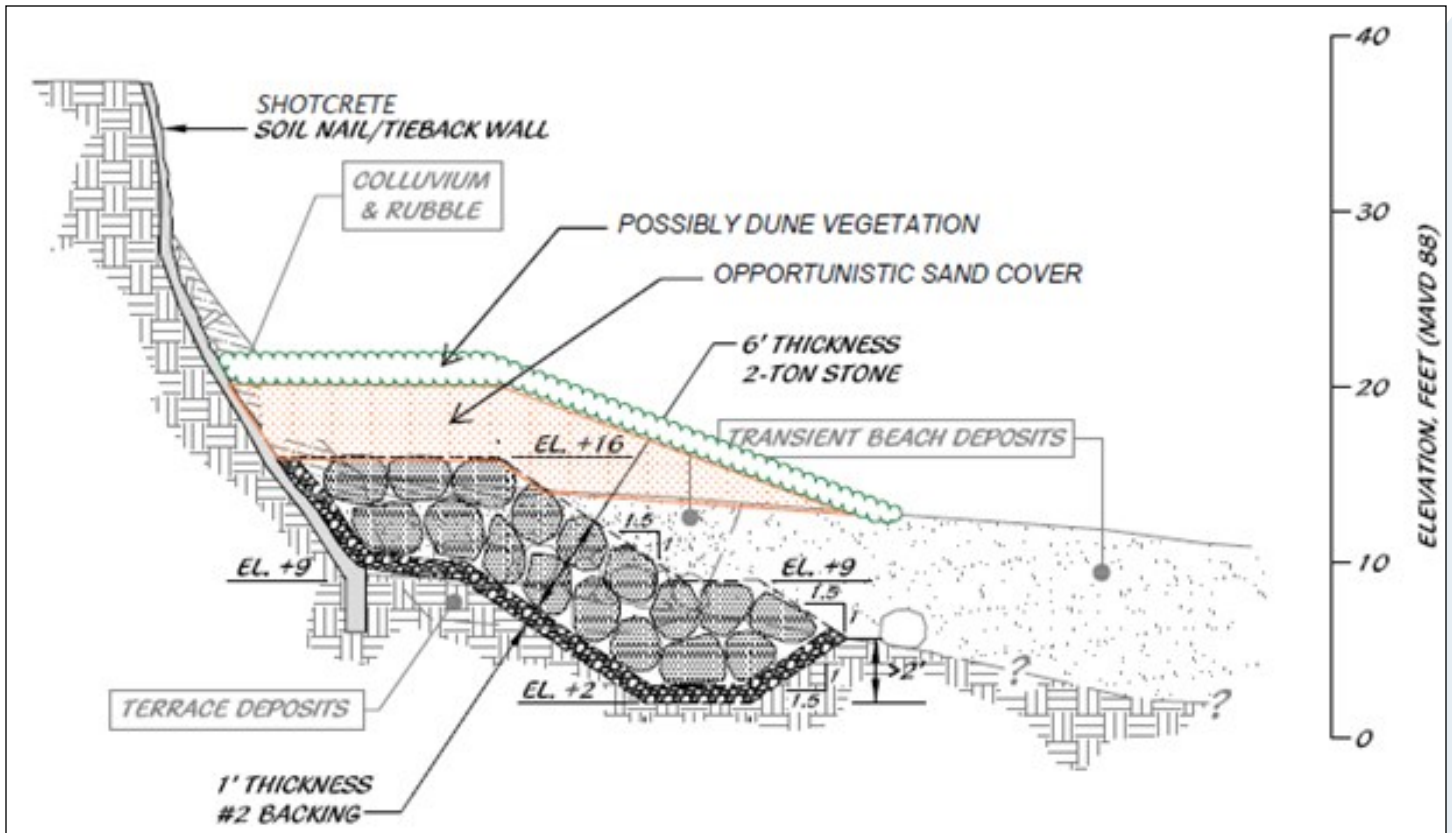 40
SHOTCRETE
SOIL NAIL/TIEBACK WALL
COLLUVIUM
& RUBBLE
30
POSSIBLY DUNE VEGETATION
OPPORTUNISTIC SAND COVER
ELEVATION, FEET (NAVD 88)
6' THICKNESS
2-TON STONE
20
TRANSIENT BEACH DEPOSITS
EL. +16
1.5
1
EL. +9
EL. +9
10
1.5
1
>2'
?
EL. +2
1
1.5
?
TERRACE DEPOSITS
0
1' THICKNESS
#2 BACKING